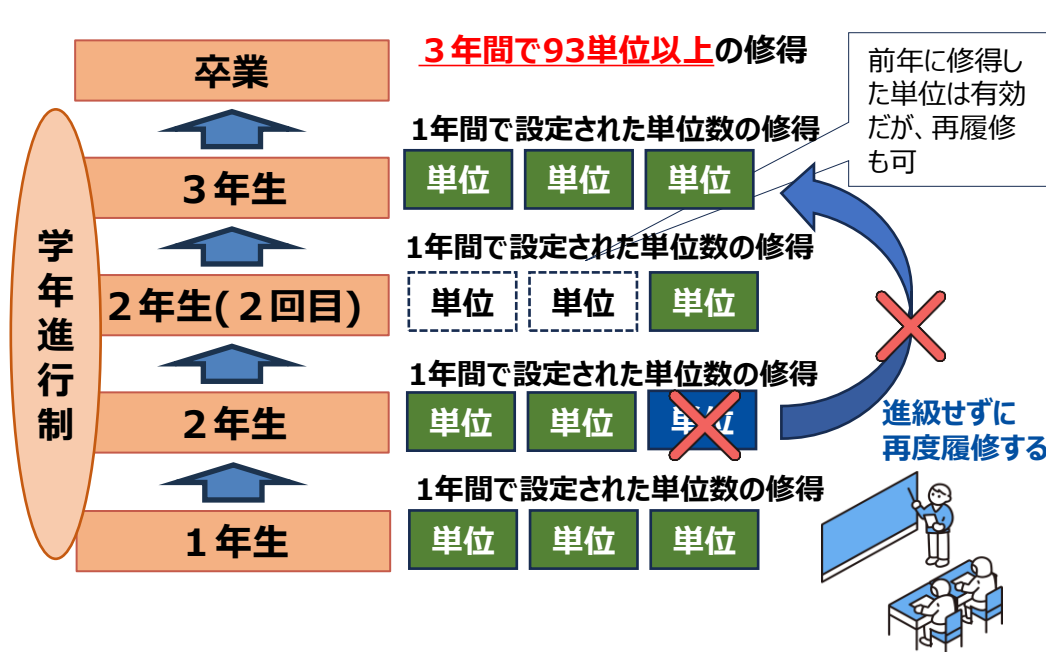 卒業
３年間で93単位以上の修得
前年に修得し
た単位は有効
だが、再履修
も可
学年進行制
1年間で設定された単位数の修得
３年生
単位 単位 単位
1年間で設定された単位数の修得
２年生(２回目)
単位 単位 単位
1年間で設定された単位数の修得
２年生
単位 単位 単位
進級せずに
再度履修する
1年間で設定された単位数の修得
１年生
単位 単位 単位